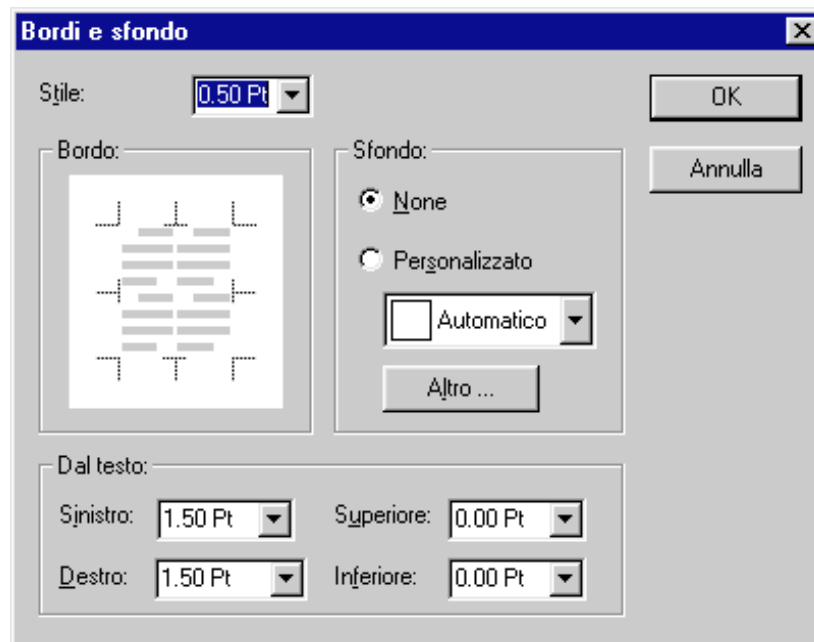 Bordi e sfondo
Stile: 0.50 Pt
OK
Annulla
Bordo:
Sfondo:
None
Personalizzato
Automatico
Altro ...
Dal testo:
Sinistro: 1.50 Pt Superiore: 0.00 Pt
Destro: 1.50 Pt Inferiore: 0.00 Pt